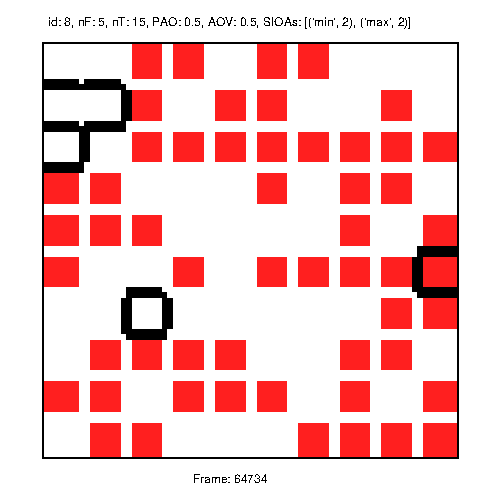 id: 8, nF: 5, nT: 15, PAO: 0.5, AOV: 0.5, SIOAs: [('min', 2), ('max', 2)]
Frame: 64734